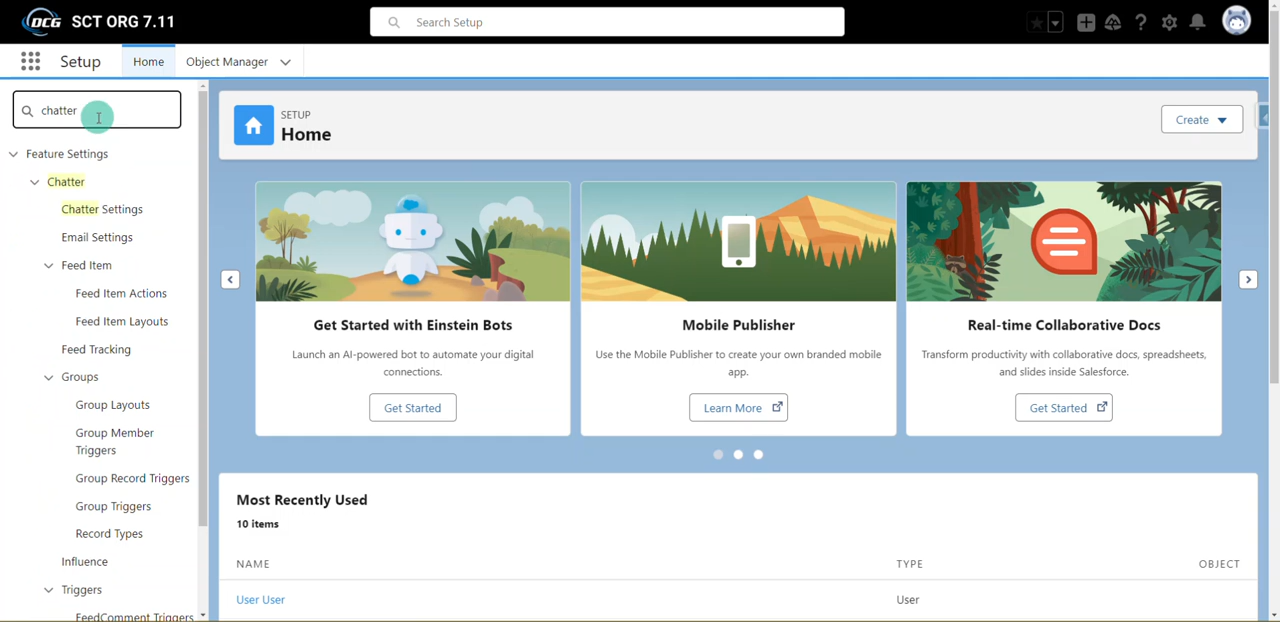 DCG SCT ORG 7.11
Search Setup
Setup
Home
Object Manager
chatter
Feature Settings
Chatter
Chatter Settings
Email Settings
Feed Item
Feed Item Actions
Feed Item Layouts
Feed Tracking
Groups
Group Layouts
Group Member
Triggers
Group Record Triggers
Group Triggers
Record Types
Influence
Triggers
FeedComment Triggers
SETUP
Home
Create
Get Started with Einstein Bots
Launch an AI-powered bot to automate your digital
connections.
Get Started
Mobile Publisher
Use the Mobile Publisher to create your own branded mobile
app.
Learn More
Real-time Collaborative Docs
Transform productivity with collaborative docs, spreadsheets,
and slides inside Salesforce.
Get Started
Most Recently Used
10 items
NAME TYPE OBJECT
User User User